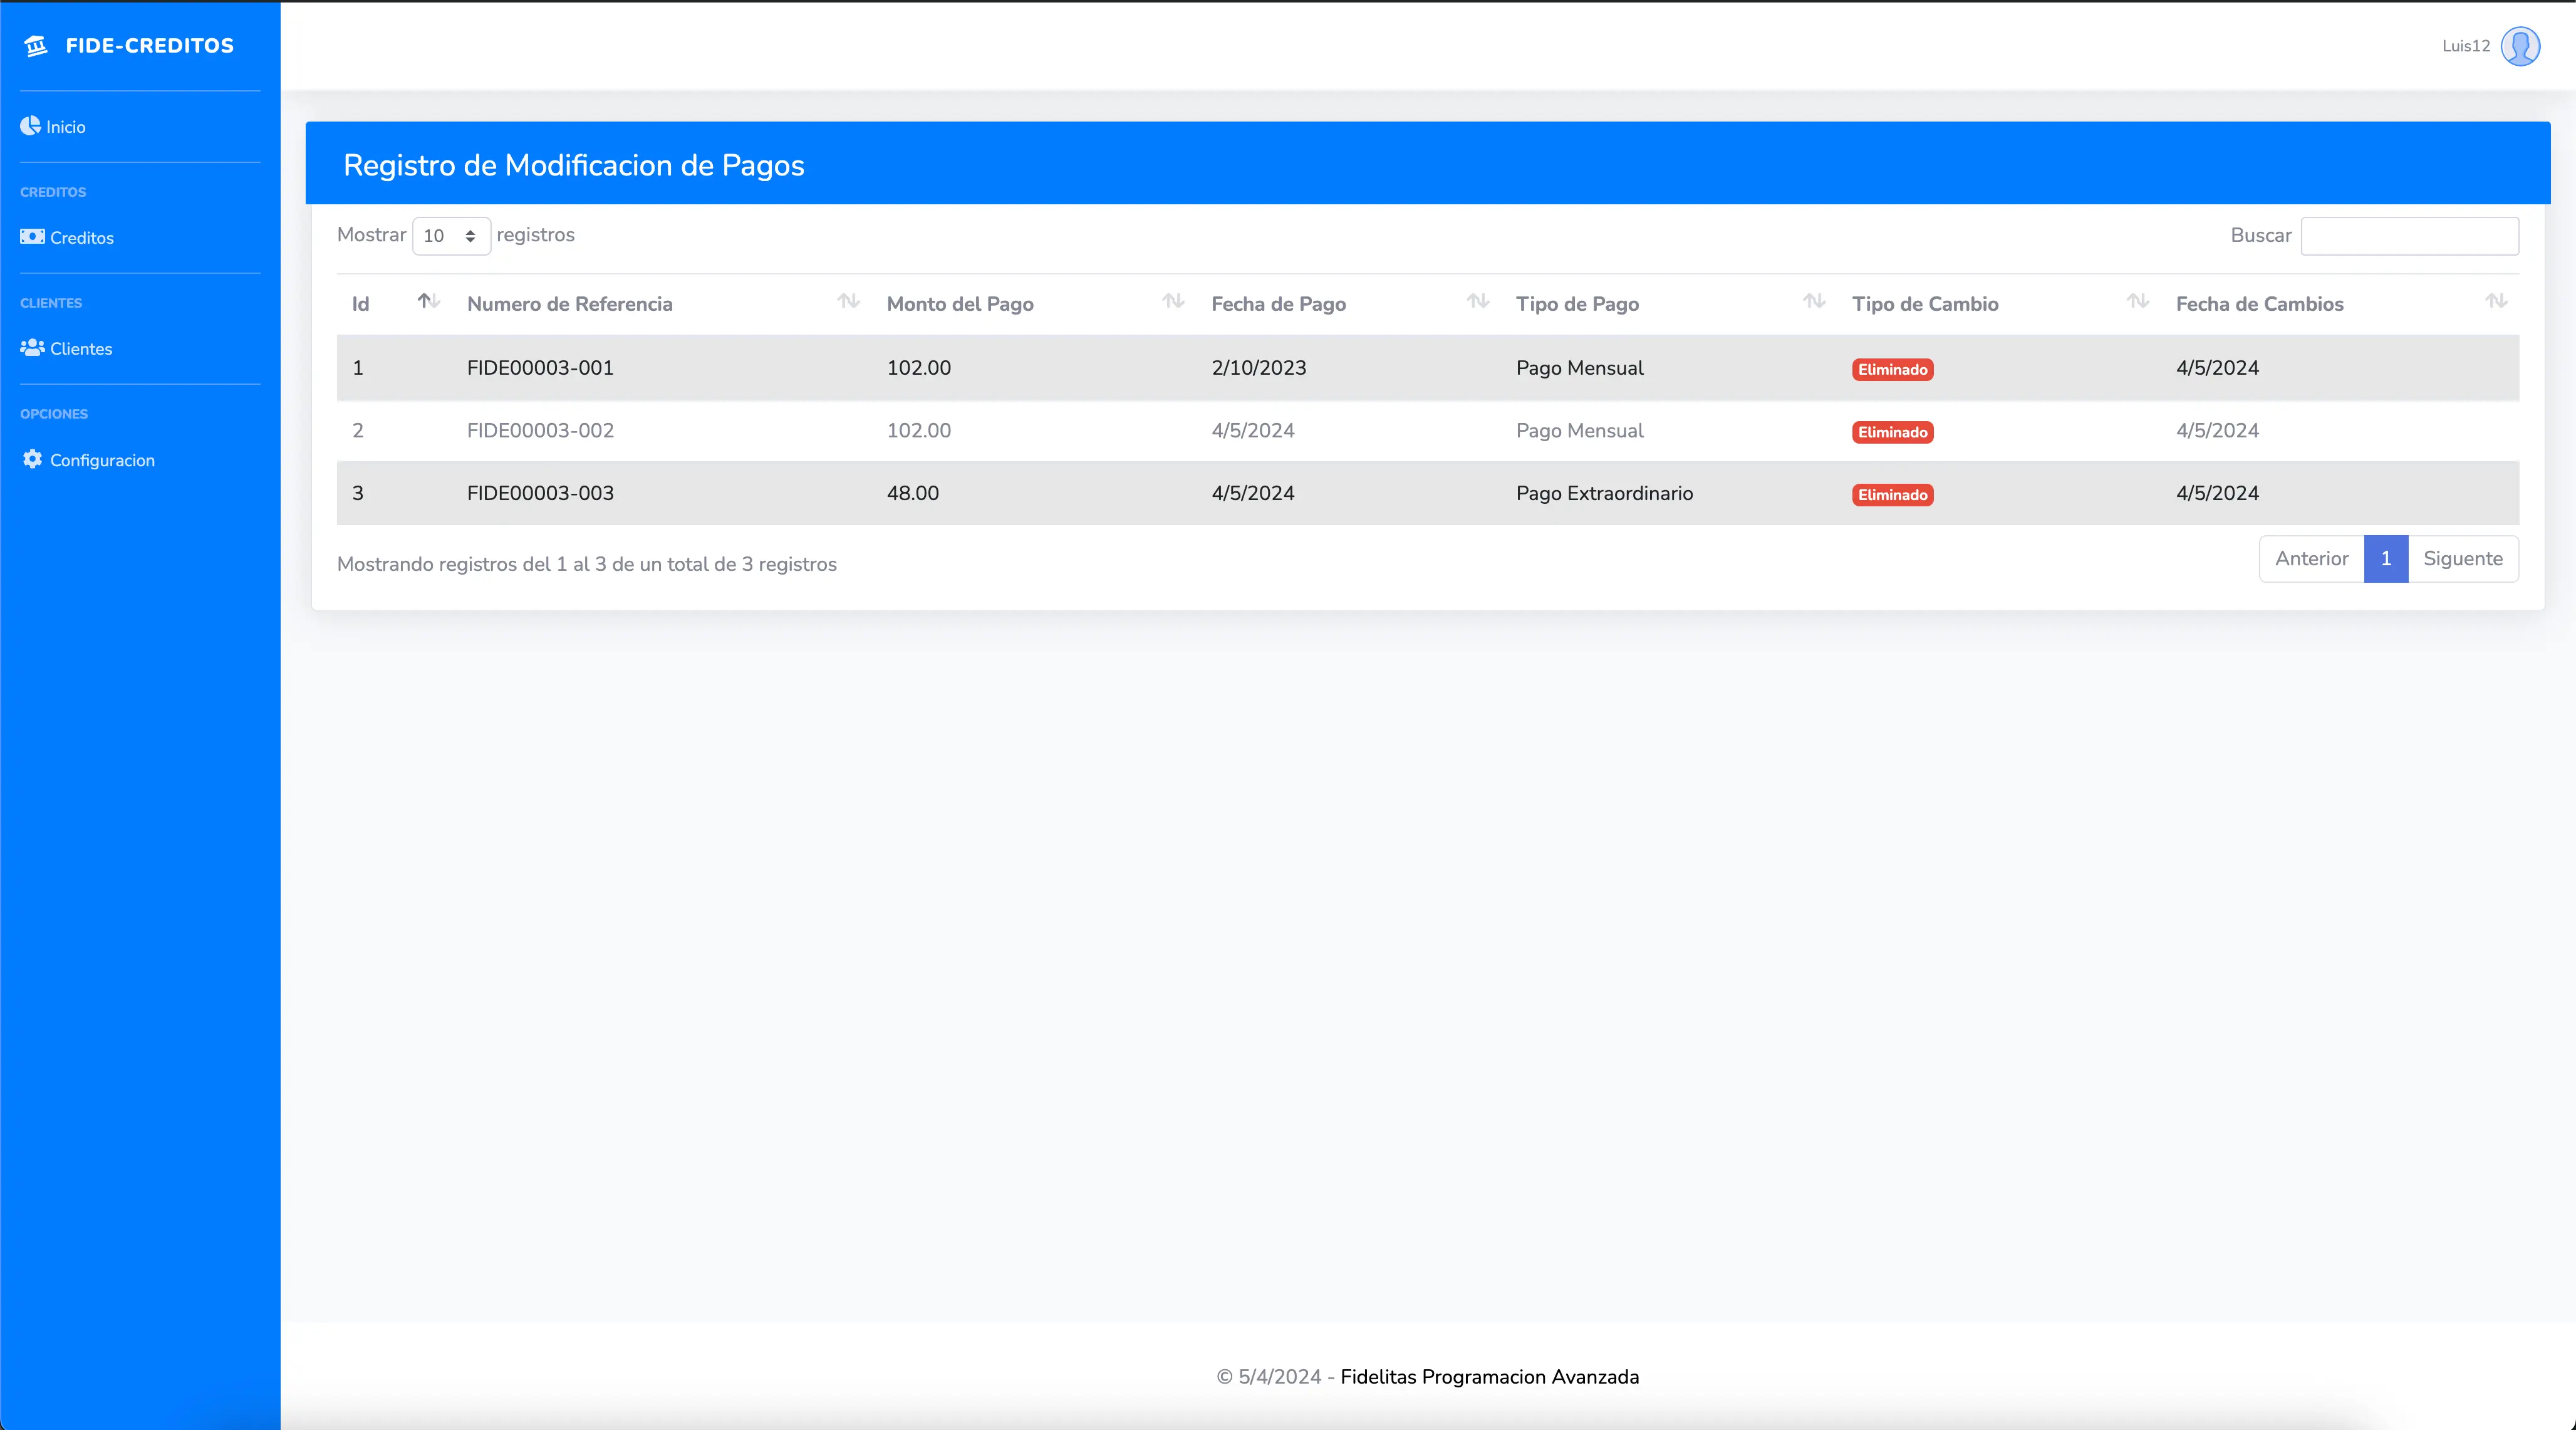 FIDE-CREDITOS
Luis12
Inicio
CREDITOS
Creditos
CLIENTES
Clientes
OPCIONES
Configuracion
Registro de Modificacion de Pagos
Mostrar 10 registros
Buscar
Id Numero de Referencia Monto del Pago Fecha de Pago Tipo de Pago Tipo de Cambio Fecha de Cambios
1 FIDE00003-001 102.00 2/10/2023 Pago Mensual Eliminado 4/5/2024
2 FIDE00003-002 102.00 4/5/2024 Pago Mensual Eliminado 4/5/2024
3 FIDE00003-003 48.00 4/5/2024 Pago Extraordinario Eliminado 4/5/2024
Mostrando registros del 1 al 3 de un total de 3 registros
Anterior 1 Siguente
© 5/4/2024 - Fidelitas Programacion Avanzada